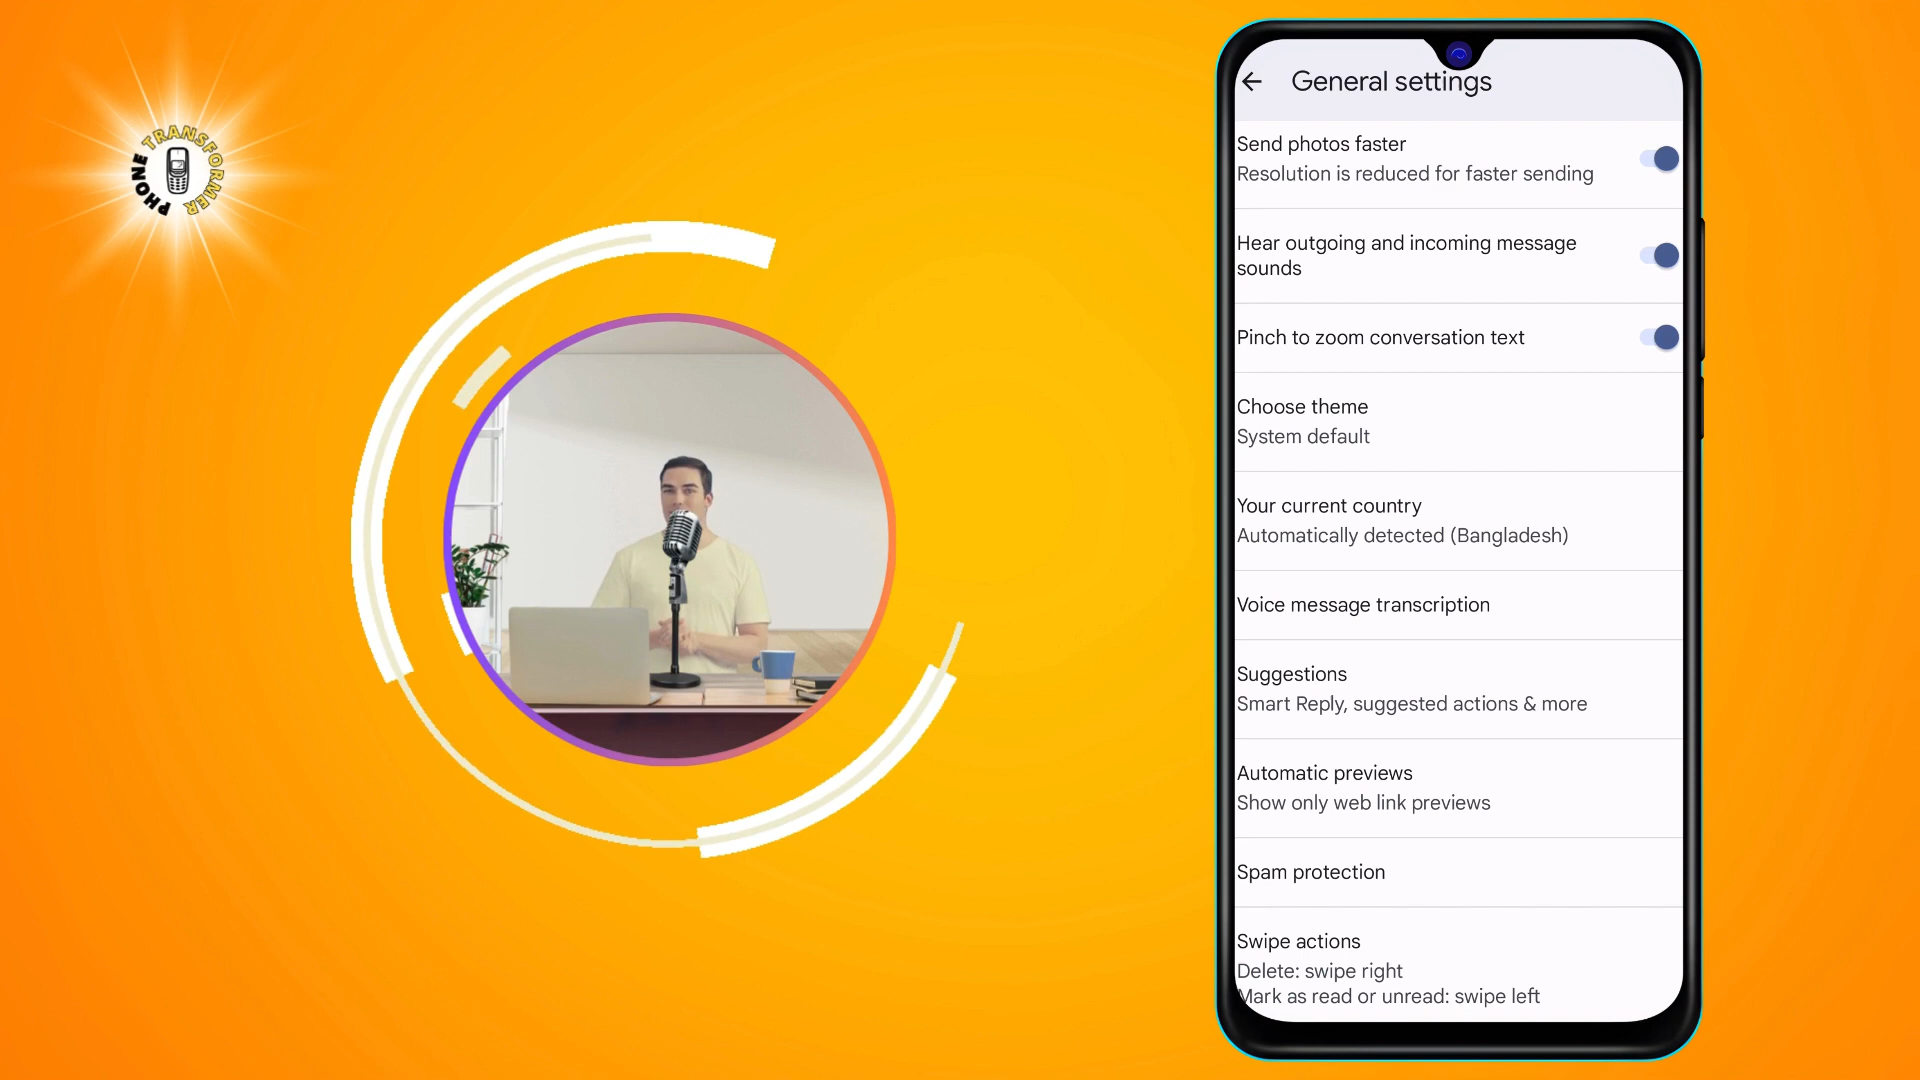 PHONE TRANSFORMER
General settings
Send photos faster
Resolution is reduced for faster sending
Hear outgoing and incoming message
sounds
Pinch to zoom conversation text
Choose theme
System default
Your current country
Automatically detected (Bangladesh)
Voice message transcription
Suggestions
Smart Reply, suggested actions & more
Automatic previews
Show only web link previews
Spam protection
Swipe actions
Delete: swipe right
Mark as read or unread: swipe left